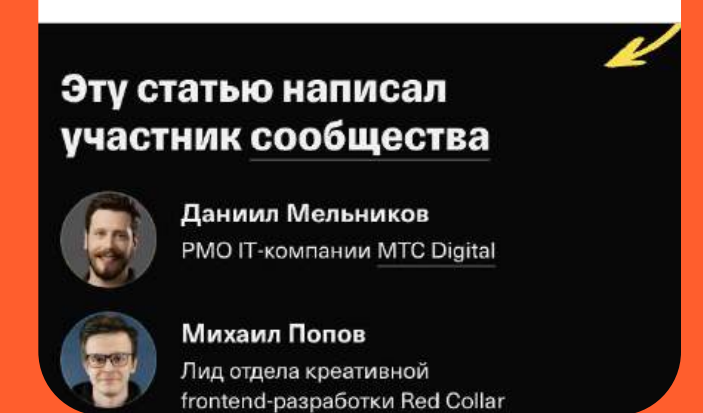 Эту статью написал
участник сообщества
Даниил Мельников
PMO IT-компании МТС Digital
Михаил Попов
Лид отдела креативной
frontend-разработки Red Collar